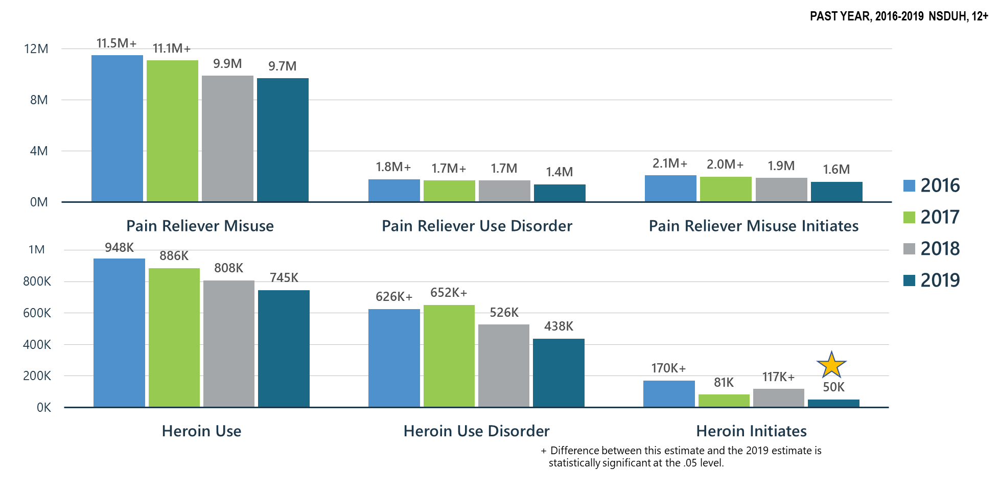 PAST YEAR, 2016-2019 NSDUH, 12+
12M
8M
4M
0M
11.5M+
11.1M+
9.9M
9.7M
1.8M+
1.7M+
1.7M
1.4M
2.1M+
2.0M+
1.9M
1.6M
Pain Reliever Misuse
Pain Reliever Use Disorder
Pain Reliever Misuse Initiates
2016
2017
2018
2019
1M
800K
600K
400K
200K
0K
948K
886K
808K
745K
626K+
652K+
526K
438K
170K+
81K
117K+
50K
Heroin Use
Heroin Use Disorder
Heroin Initiates
+ Difference between this estimate and the 2019 estimate is
statistically significant at the .05 level.